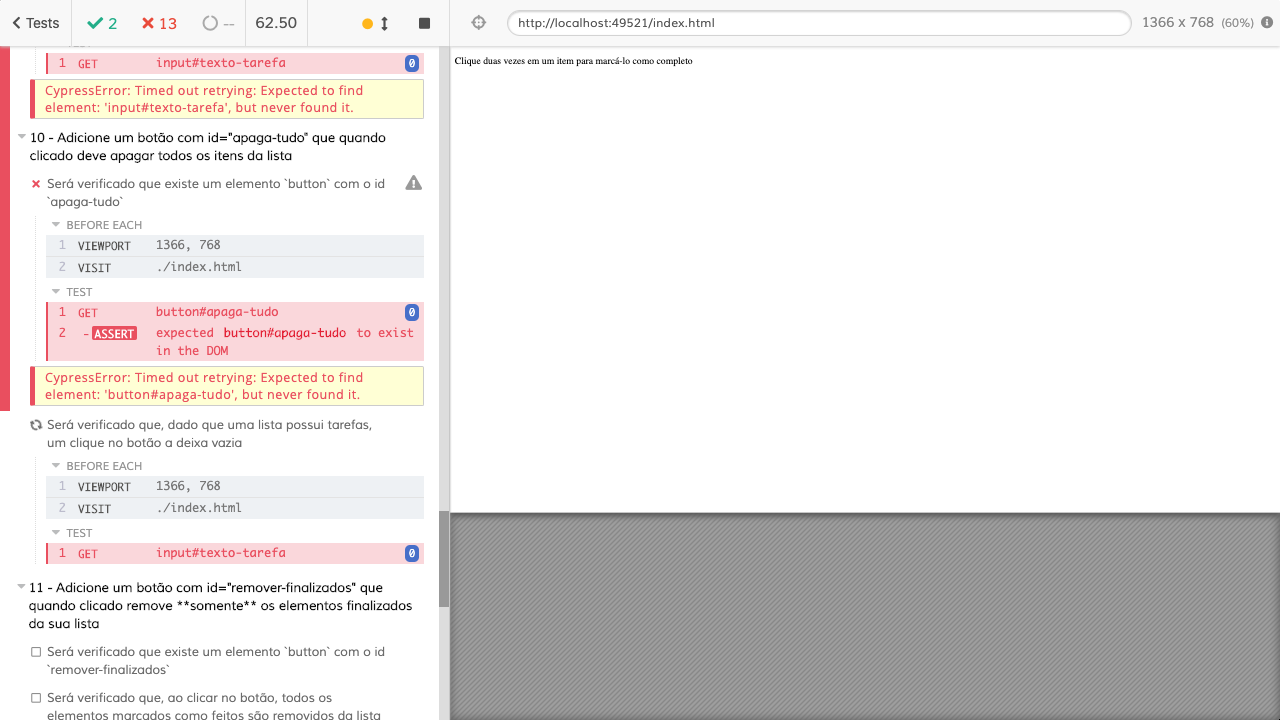 Tests
2
13
--
62.50
http://localhost:49521/index.html
1366 x 768 (60%)
1 GET input#texto-tarefa 0
CypressError: Timed out retrying: Expected to find
element: 'input#texto-tarefa', but never found it.
10 - Adicione um botão com id="apaga-tudo" que quando
clicado deve apagar todos os itens da lista
Será verificado que existe um elemento `button` com o id
`apaga-tudo`
BEFORE EACH
1 VIEWPORT 1366, 768
2 VISIT ./index.html
TEST
1 GET button#apaga-tudo 0
2 -ASSERT expected button#apaga-tudo to exist
in the DOM
CypressError: Timed out retrying: Expected to find
element: 'button#apaga-tudo', but never found it.
Será verificado que, dado que uma lista possui tarefas,
um clique no botão a deixa vazia
BEFORE EACH
1 VIEWPORT 1366, 768
2 VISIT ./index.html
TEST
1 GET input#texto-tarefa 0
11 - Adicione um botão com id="remover-finalizados" que
quando clicado remove **somente** os elementos finalizados
da sua lista
Será verificado que existe um elemento `button` com o id
`remover-finalizados`
Será verificado que, ao clicar no botão, todos os
elementos marcados como feitos são removidos da lista
Clique duas vezes em um item para marcá-lo como completo